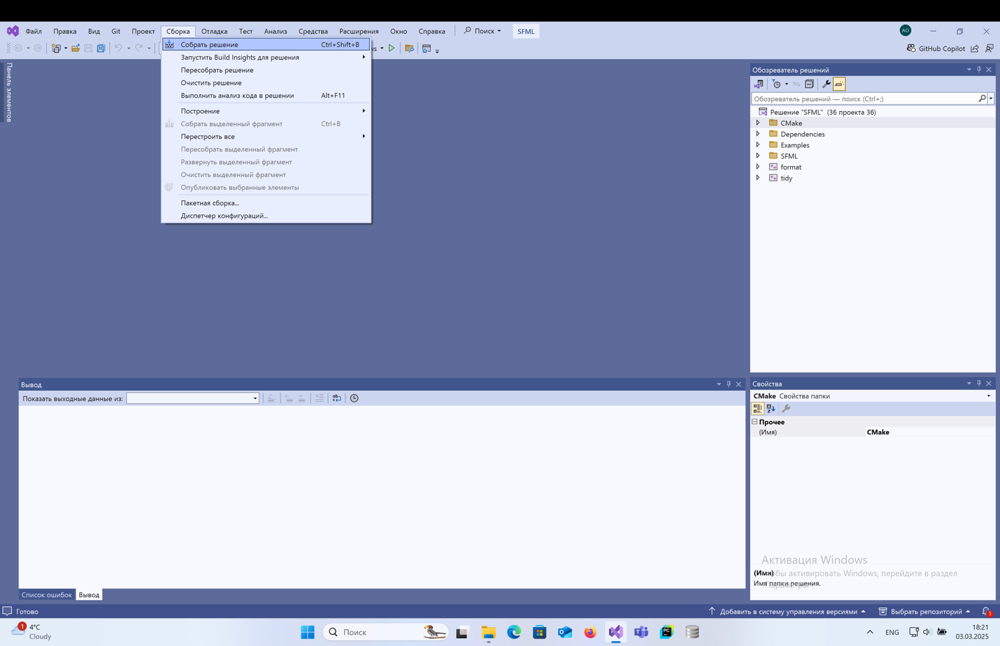 Файл Правка Вид Git Проект Сборка Отладка Тест Анализ Средства Расширения Окно Справка Поиск SFML AO
GitHub Copilot
Собрать решение Ctrl+Shift+B
Запустить Build Insights для решения
Пересобрать решение
Очистить решение
Выполнить анализ кода в решении Alt+F11
Построение
Собрать выделенный фрагмент Ctrl+B
Перестроить все
Пересобрать выделенный фрагмент
Развернуть выделенный фрагмент
Очистить выделенный фрагмент
Опубликовать выбранные элементы
Пакетная сборка...
Диспетчер конфигураций...
Панель элементов
Обозреватель решений
Обозреватель решений — поиск (Ctrl+;)
Решение "SFML" (36 проекта 36)
CMake
Dependencies
Examples
SFML
format
tidy
Вывод
Показать выходные данные из:
Список ошибок Вывод
Свойства
CMake Свойства папки
Прочее
(Имя) CMake
Активация Windows
(Имя)
бы активировать Windows, перейдите в раздел
Имя папки решения.
Готово
Добавить в систему управления версиями Выбрать репозиторий 1
1 4°C
Cloudy
Поиск
ENG
18:21
03.03.2025